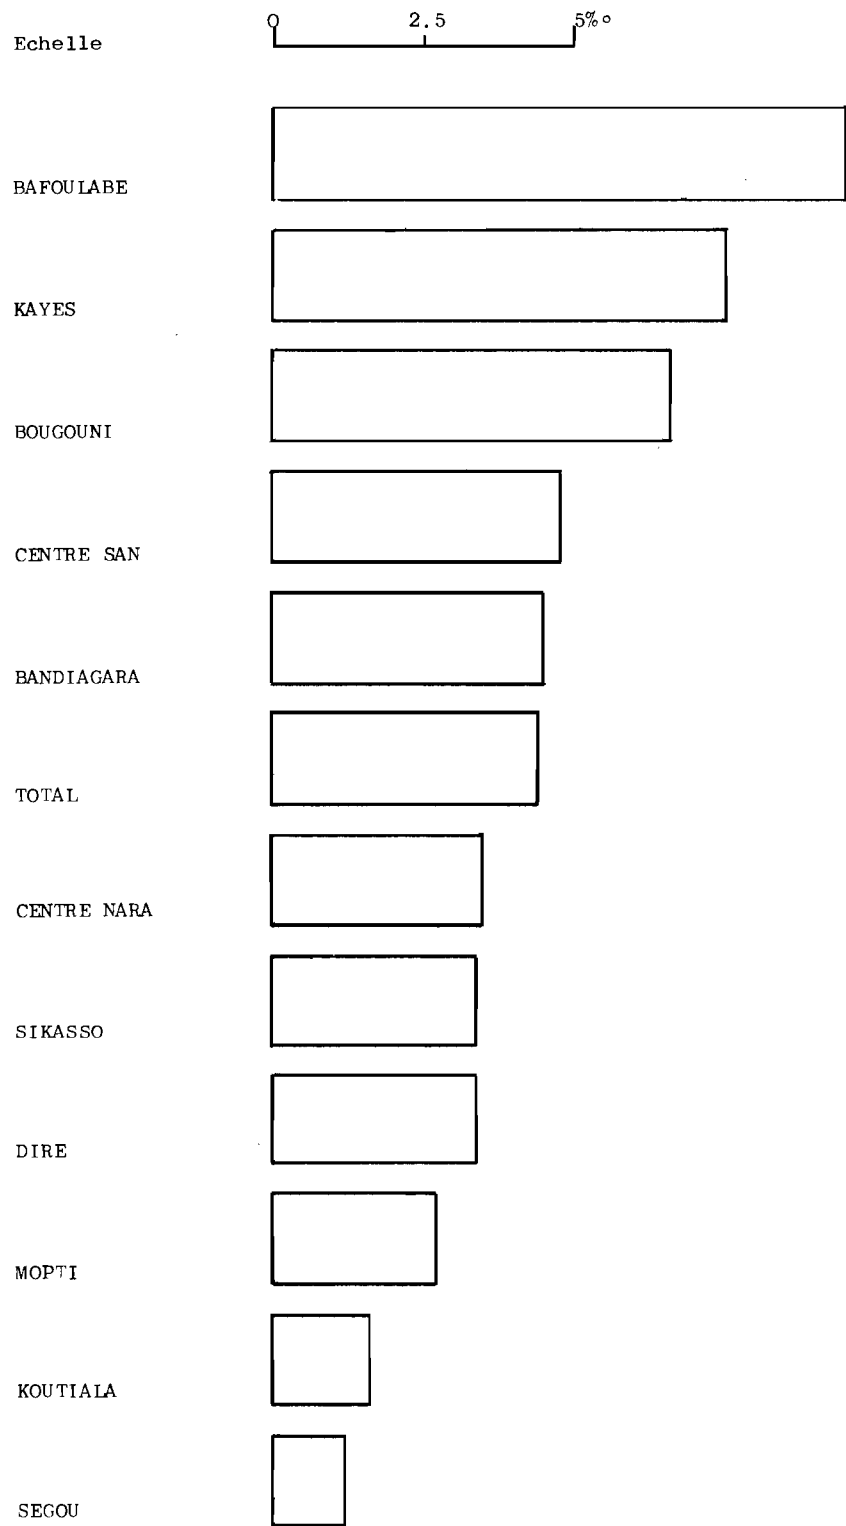 0 2.5 5%o
Echelle
BAFOULABE
KAYES
BOUGOUNI
CENTRE SAN
BANDIAGARA
TOTAL
CENTRE NARA
SIKASSO
DIRE
MOPTI
KOUTIALA
SEGOU